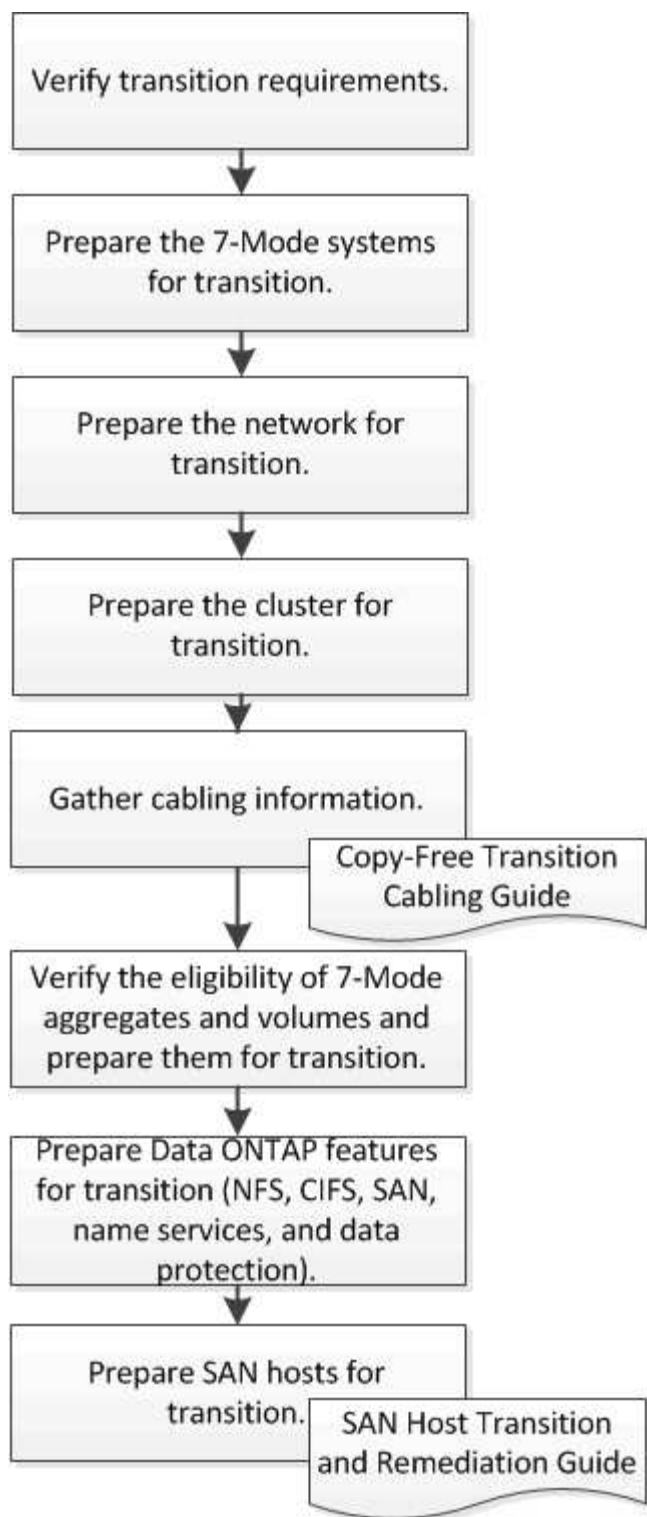 Verify transition requirements.
Prepare the 7-Mode systems
for transition.
Prepare the network for
transition.
Prepare the cluster for
transition.
Gather cabling information.
Copy-Free Transition
Cabling Guide
Verify the eligibility of 7-Mode
aggregates and volumes and
prepare them for transition.
Prepare Data ONTAP features
for transition (NFS, CIFS, SAN,
name services, and data
protection).
Prepare SAN hosts for
transition.
SAN Host Transition
and Remediation Guide